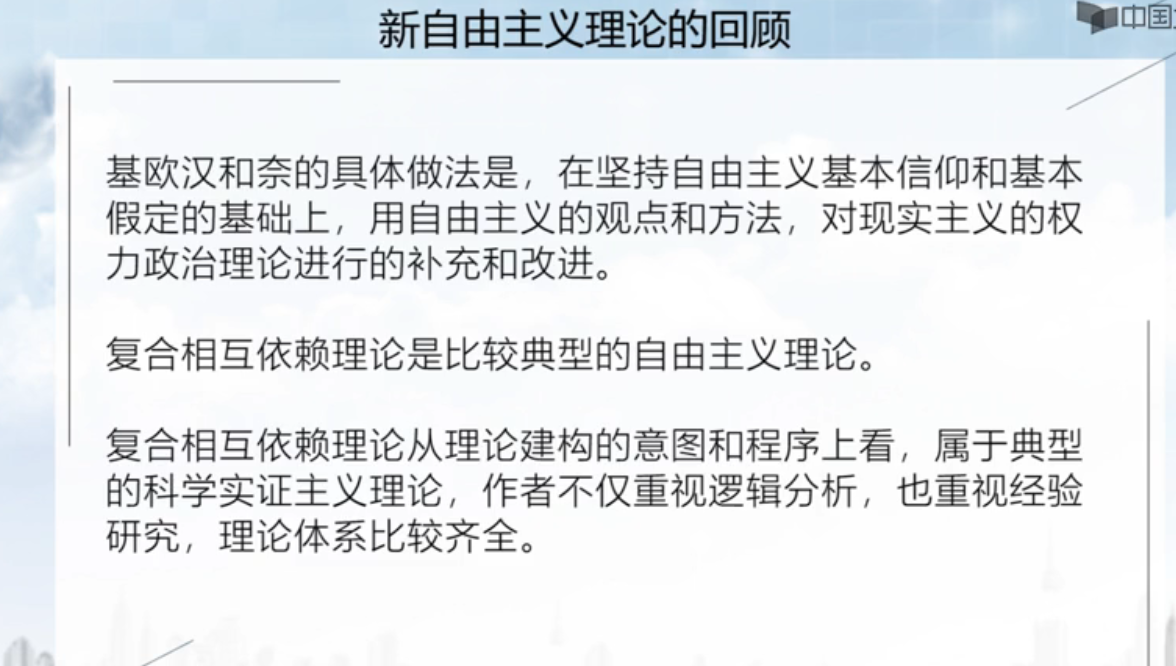 新自由主义理论的回顾
中国
基欧汉和奈的具体做法是，在坚持自由主义基本信仰和基本
假定的基础上，用自由主义的观点和方法，对现实主义的权
力政治理论进行的补充和改进。
复合相互依赖理论是比较典型的自由主义理论。
复合相互依赖理论从理论建构的意图和程序上看，属于典型
的科学实证主义理论，作者不仅重视逻辑分析，也重视经验
研究，理论体系比较齐全。